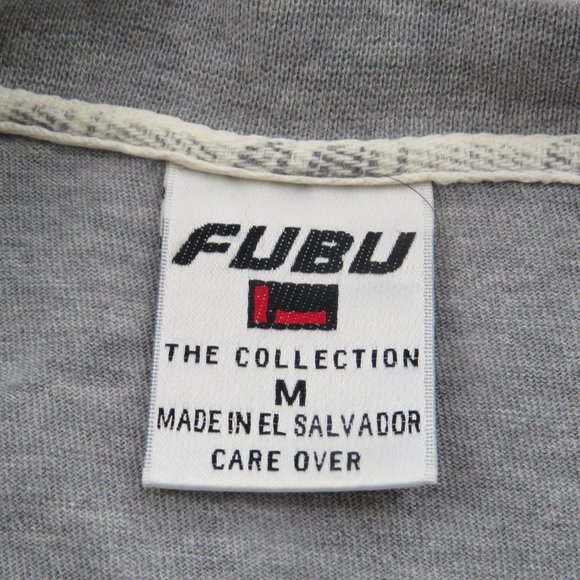 FUBU
THE COLLECTION
M
MADE IN EL SALVADOR
CARE OVER